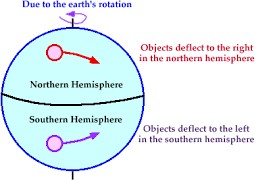 Due to the earth's rotation
Objects deflect to the right
in the northern hemisphere
Northern Hemisphere
Southern Hemisphere
Objects deflect to the left
in the southern hemisphere